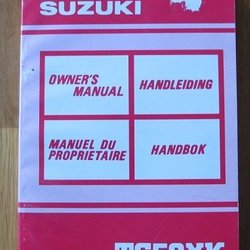 SUZUKI
OWNER'S
MANUAL
HANDLEIDING
MANUEL DU
PROPRIETAIRE
HANDBOK